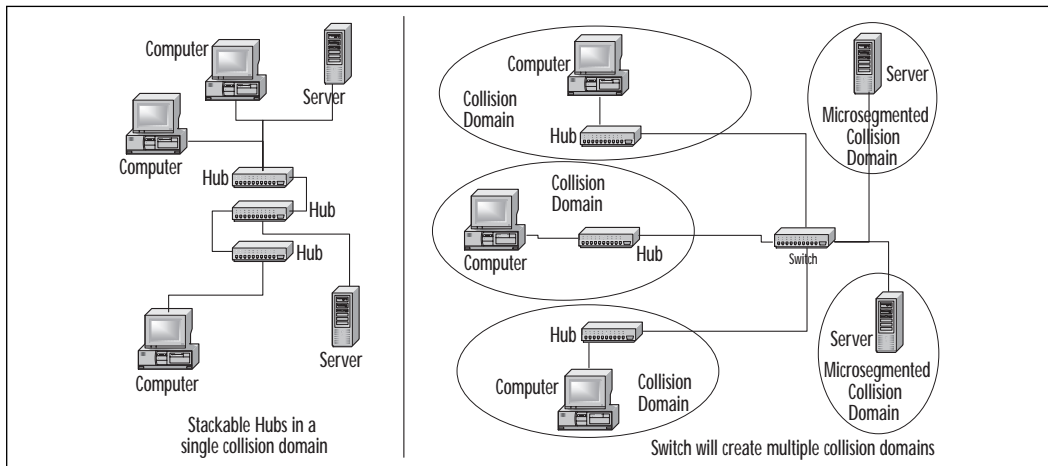 Computer
Server
Computer
Hub
Hub
Hub
Computer
Server
Stackable Hubs in a
single collision domain
Computer
Collision
Domain
Hub
Server
Microsegmented
Collision
Domain
Collision
Domain
Computer
Hub
Switch
Hub
Computer
Collision
Domain
Server
Microsegmented
Collision
Domain
Switch will create multiple collision domains